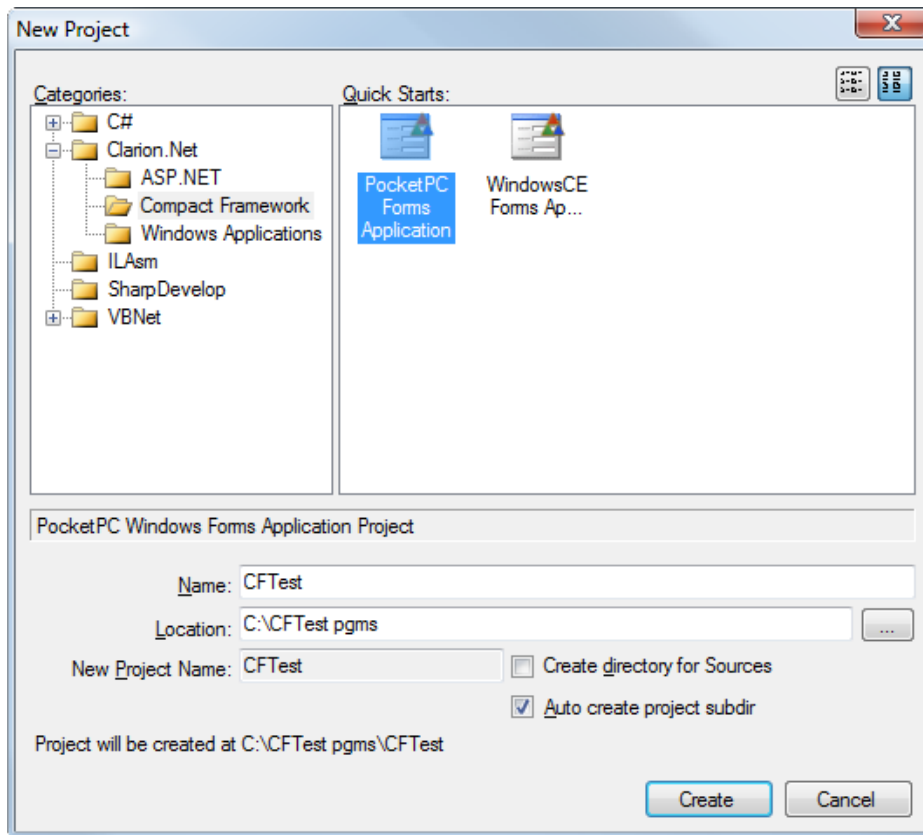 New Project
Categories:
Quick Starts:
C#
Clarion.Net
ASP.NET
Compact Framework
Windows Applications
ILAsm
SharpDevelop
VBNet
PocketPC
Forms
Application
WindowsCE
Forms Ap...
PocketPC Windows Forms Application Project
Name: CFTest
Location: C:\CFTest pgms ...
New Project Name: CFTest Create directory for Sources
Auto create project subdir
Project will be created at C:\CFTest pgms\CFTest
Create Cancel